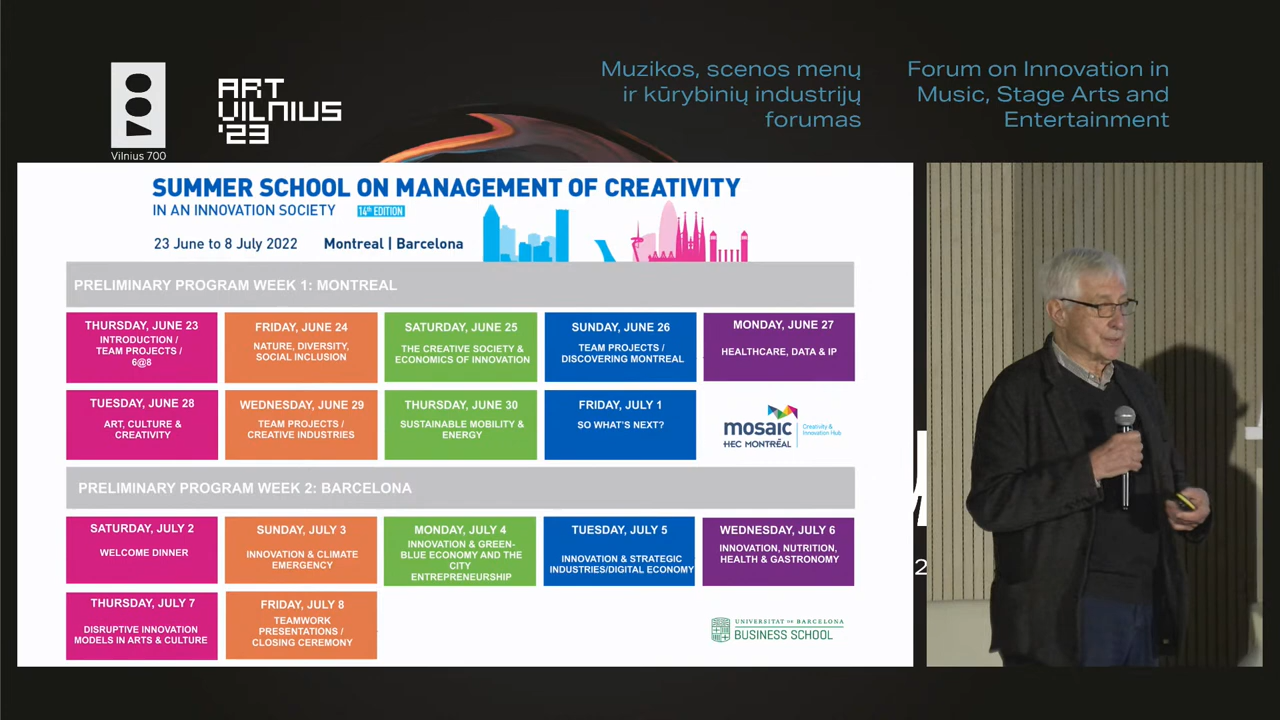 Vilnius 700
ART
VILNIUS
'23
Muzikos, scenos menų
ir kūrybinių industrijų
forumas
Forum on Innovation in
Music, Stage Arts and
Entertainment
SUMMER SCHOOL ON MANAGEMENT OF CREATIVITY
IN AN INNOVATION SOCIETY 14th EDITION
23 June to 8 July 2022 Montreal | Barcelona
PRELIMINARY PROGRAM WEEK 1: MONTREAL
THURSDAY, JUNE 23
INTRODUCTION /
TEAM PROJECTS /
6@8
FRIDAY, JUNE 24
NATURE, DIVERSITY,
SOCIAL INCLUSION
SATURDAY, JUNE 25
THE CREATIVE SOCIETY &
ECONOMICS OF INNOVATION
SUNDAY, JUNE 26
TEAM PROJECTS /
DISCOVERING MONTREAL
MONDAY, JUNE 27
HEALTHCARE, DATA & IP
TUESDAY, JUNE 28
ART, CULTURE &
CREATIVITY
WEDNESDAY, JUNE 29
TEAM PROJECTS /
CREATIVE INDUSTRIES
THURSDAY, JUNE 30
SUSTAINABLE MOBILITY &
ENERGY
FRIDAY, JULY 1
SO WHAT'S NEXT?
mosaic
HEC MONTRÉAL
Creativity &
Innovation Hub
PRELIMINARY PROGRAM WEEK 2: BARCELONA
SATURDAY, JULY 2
WELCOME DINNER
SUNDAY, JULY 3
INNOVATION & CLIMATE
EMERGENCY
MONDAY, JULY 4
INNOVATION & GREEN-
BLUE ECONOMY AND THE
CITY
ENTREPRENEURSHIP
TUESDAY, JULY 5
INNOVATION & STRATEGIC
INDUSTRIES/DIGITAL ECONOMY
WEDNESDAY, JULY 6
INNOVATION, NUTRITION,
HEALTH & GASTRONOMY
THURSDAY, JULY 7
DISRUPTIVE INNOVATION
MODELS IN ARTS & CULTURE
FRIDAY, JULY 8
TEAMWORK
PRESENTATIONS /
CLOSING CEREMONY
UNIVERSITAT DE BARCELONA
BUSINESS SCHOOL